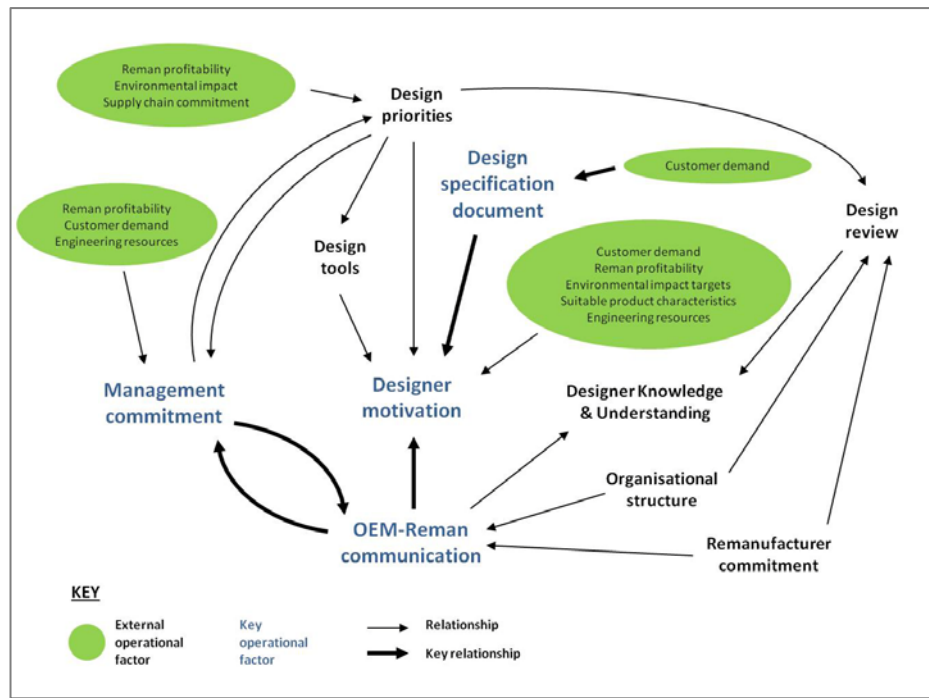 Reman profitability
Environmental impact
Supply chain commitment
Design
priorities
Design
specification
document
Customer demand
Reman profitability
Customer demand
Engineering resources
Design
tools
Design
review
Customer demand
Reman profitability
Environmental impact targets
Suitable product characteristics
Engineering resources
Management
commitment
Designer
motivation
Designer Knowledge
& Understanding
Organisational
structure
OEM-Reman
communication
Remanufacturer
commitment
KEY
External
operational
factor
Key
operational
factor
Relationship
Key relationship